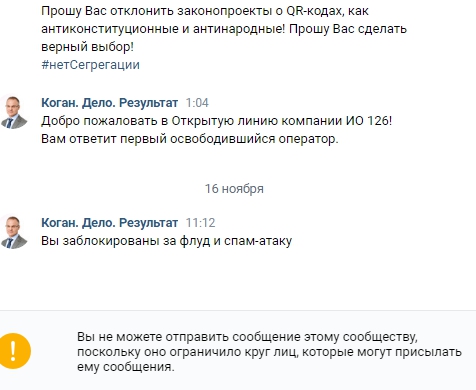 Прошу Вас отклонить законопроекты о QR-кодах, как
антиконституционные и антинародные! Прошу Вас сделать
верный выбор!
#нетСегрегации
Коган. Дело. Результат 1:04
Добро пожаловать в Открытую линию компании ИО 126!
Вам ответит первый освободившийся оператор.
16 ноября
Коган. Дело. Результат 11:12
Вы заблокированы за флуд и спам-атаку
Вы не можете отправить сообщение этому сообществу,
поскольку оно ограничило круг лиц, которые могут присылать
ему сообщения.